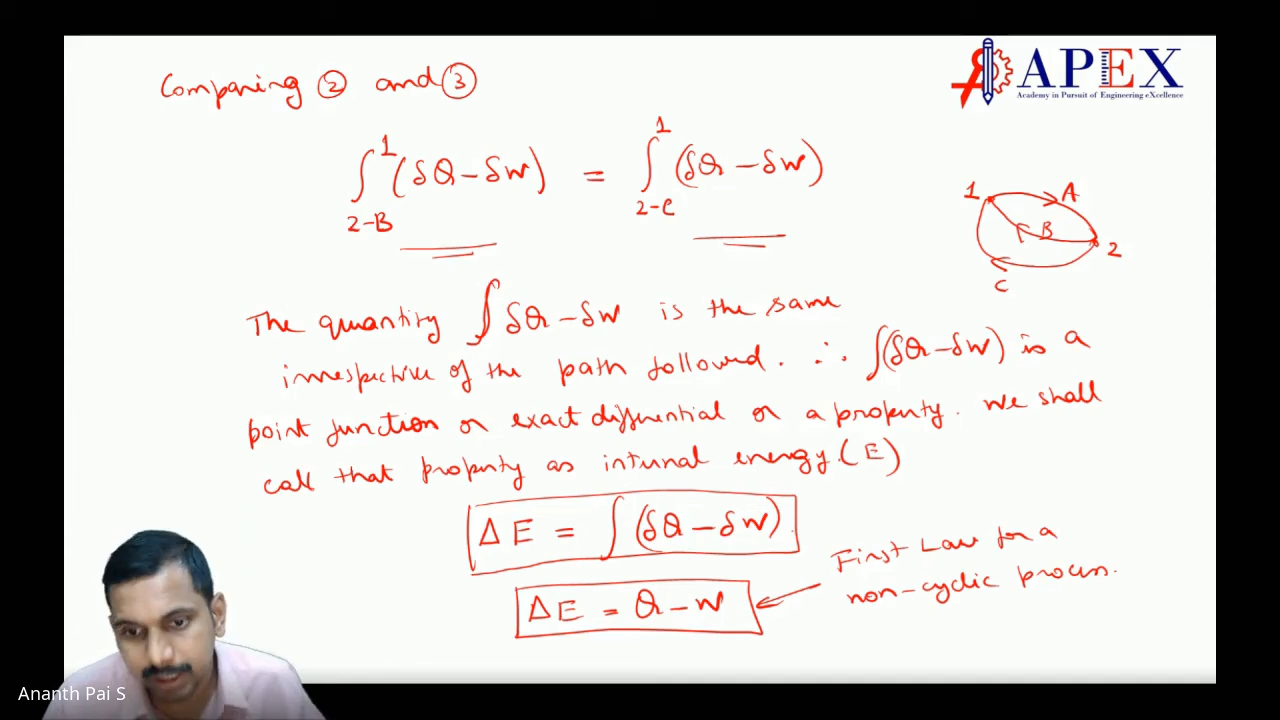 Comparing ② and ③
APEX
Academy in Pursuit of Engineering eXcellence
∫ 2-B 1 (δQ - δW) = ∫ 2-C 1 (δQ - δW)
1 A
B
2
C
The quantity ∫ δQ - δW is the same
irrespective of the path followed. ∴ ∫(δQ - δW) is a
point function or exact differential or a property. We shall
call that property as internal energy. (E)
ΔE = ∫ (δQ - δW)
First Law for a
non-cyclic process.
ΔE = Q - W
Ananth Pai S